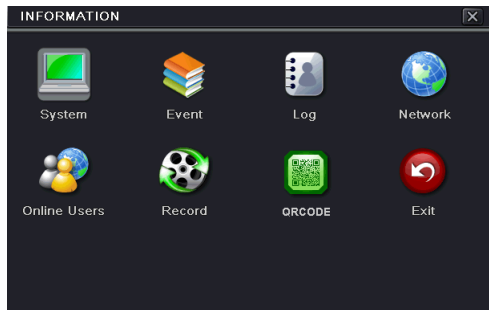 INFORMATION
System Event Log Network
Online Users Record QRCODE Exit